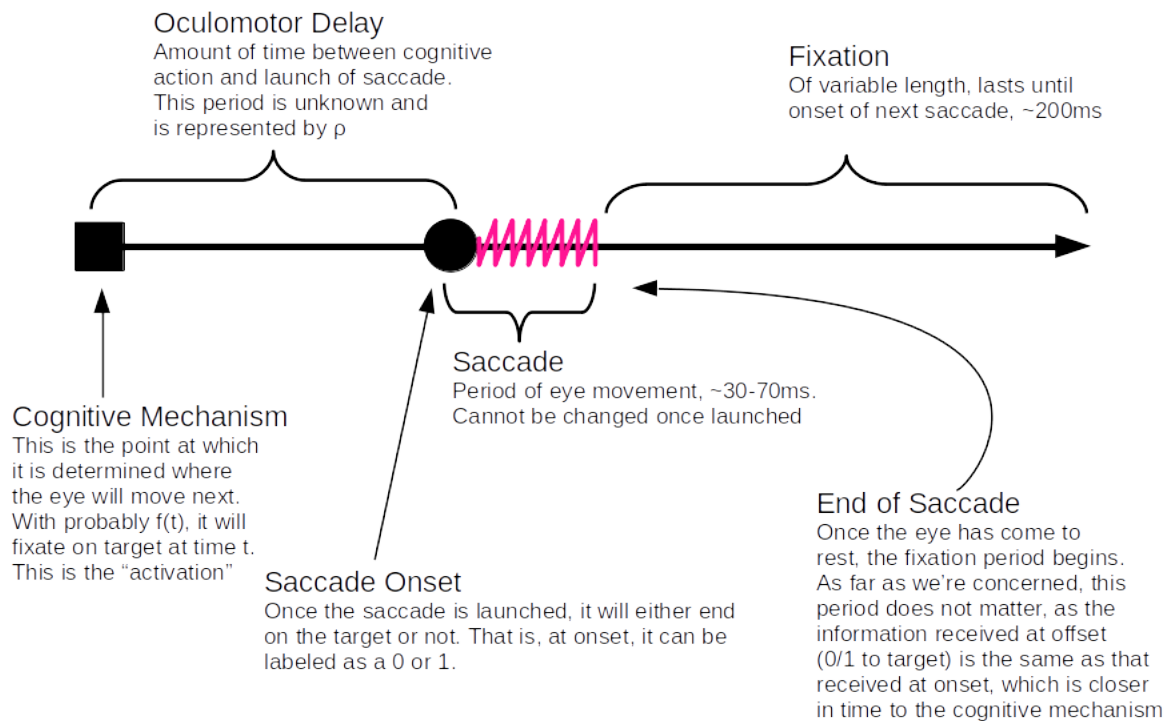 Oculomotor Delay
Amount of time between cognitive
action and launch of saccade.
This period is unknown and
is represented by ρ
Fixation
Of variable length, lasts until
onset of next saccade, ~200ms
Saccade
Period of eye movement, ~30-70ms.
Cannot be changed once launched
Cognitive Mechanism
This is the point at which
it is determined where
the eye will move next.
With probably f(t), it will
fixate on target at time t.
This is the “activation”
Saccade Onset
Once the saccade is launched, it will either end
on the target or not. That is, at onset, it can be
labeled as a 0 or 1.
End of Saccade
Once the eye has come to
rest, the fixation period begins.
As far as we’re concerned, this
period does not matter, as the
information received at offset
(0/1 to target) is the same as that
received at onset, which is closer
in time to the cognitive mechanism